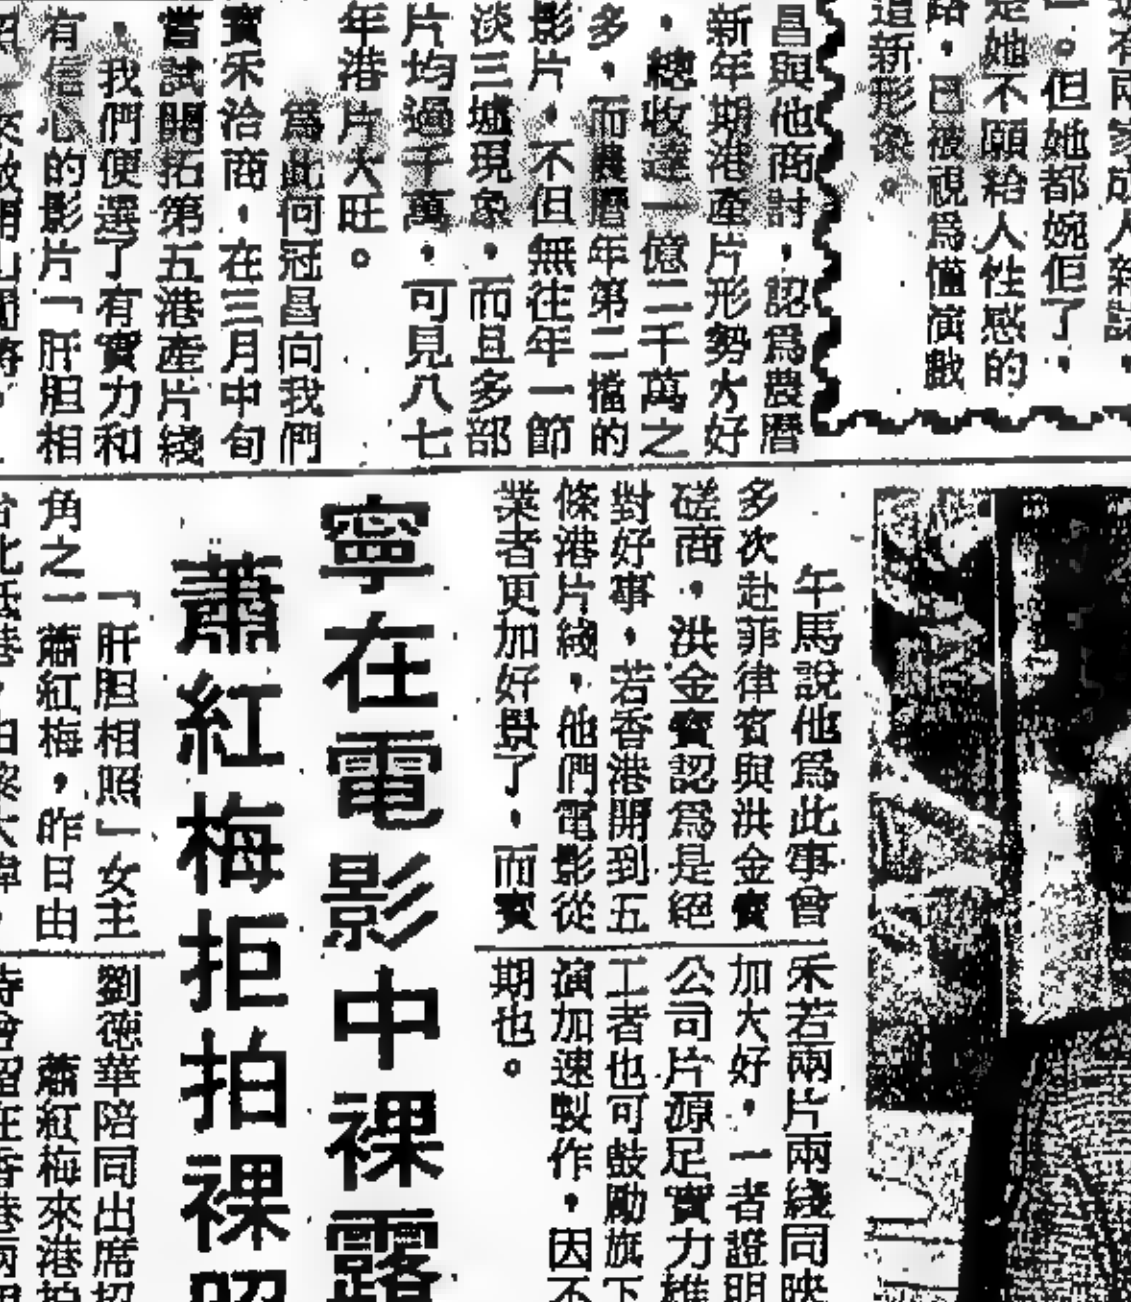 有兩家成人雜誌，
一。但她都婉但了，
是她不願給人性感的
路，已被視爲懂演戲
這新形象。
昌與他商討，認爲農曆
新年期港產片形勢大好
，總收達一億二千萬之
多，而農曆年第二檔的
影片，不但無往年一節
淡三墟現象，而且多部
片均過千萬，可見八七
年港片大旺。
爲此何冠昌向我們
寶禾洽商，在三月中旬
嘗試開拓第五港產片綫
，我們便選了有實力和
有信心的影片「肝胆相
午馬說他爲此事曾
多次赴菲律賓與洪金寶
磋商，洪金寶認爲是絕
對好事，若香港開到五
條港片綫，他們電影從
業者更加好景了，而寶
禾若兩片兩綫同映
加大好，一者證明
公司片源足實力雄
工者也可鼓勵旗下
演加速製作，因不
期也。
寧在電影中裸露
蕭紅梅拒拍裸照
「肝胆相照」女主
角之一蕭紅梅，昨日由
劉德華陪同出席招
蕭紅梅來港拍